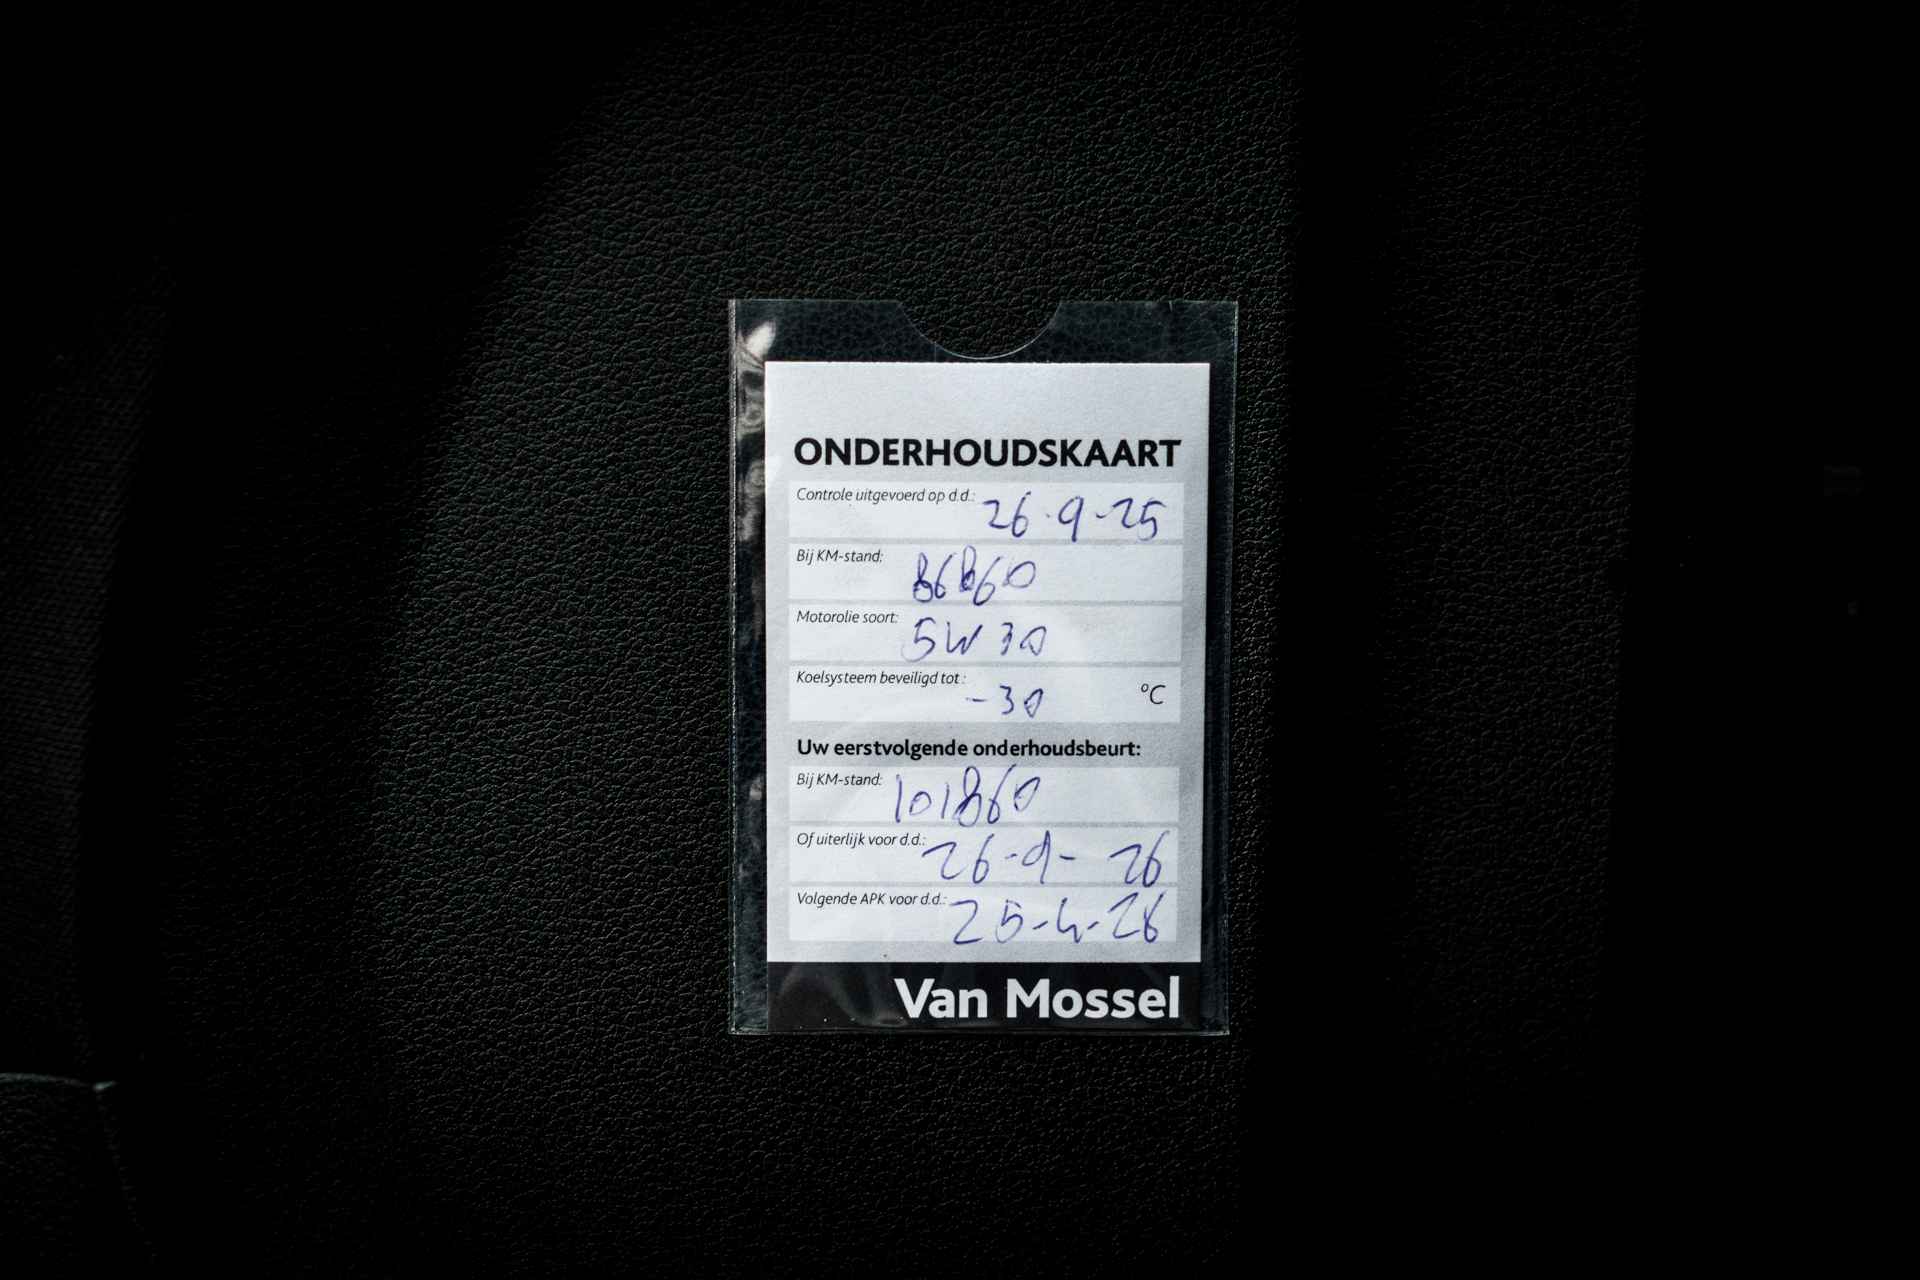 ONDERHOUDSKAART
Controle uitgevoerd op d.d.: 26-9-25
Bij KM-stand: 86860
Motorolie soort: 5W30
Koelsysteem beveiligd tot : -30 °C
Uw eerstvolgende onderhoudsbeurt:
Bij KM-stand: 101860
Of uiterlijk voor d.d.: 26-9-26
Volgende APK voor d.d.: 25-4-28
Van Mossel